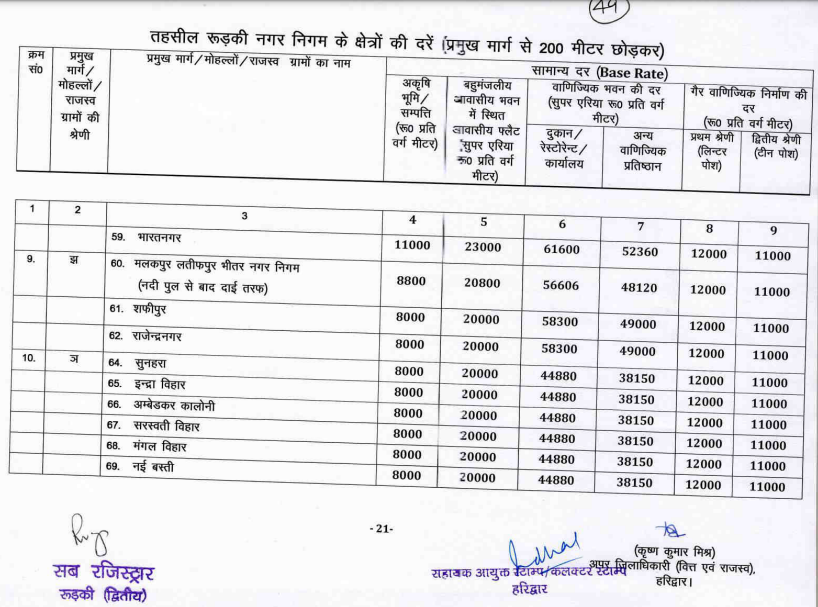 49
तहसील रूड़की नगर निगम के क्षेत्रों की दरें (प्रमुख मार्ग से 200 मीटर छोड़कर)
क्रम सं0 | प्रमुख मार्ग/ मोहल्लों/ राजस्व ग्रामों की श्रेणी | प्रमुख मार्ग/मोहल्लों/राजस्व ग्रामों का नाम | सामान्य दर (Base Rate)
अकृषि भूमि/ सम्पत्ति (रू0 प्रति वर्ग मीटर) | बहुमंजलीय आवासीय भवन में स्थित आवासीय फ्लैट सुपर एरिया रू0 प्रति वर्ग मीटर) | वाणिज्यिक भवन की दर (सुपर एरिया रू0 प्रति वर्ग मीटर) | गैर वाणिज्यिक निर्माण की दर (रू0 प्रति वर्ग मीटर)
दुकान/ रेस्टोरेन्ट/ कार्यालय | अन्य वाणिज्यिक प्रतिष्ठान | प्रथम श्रेणी (लिन्टर पोश) | द्वितीय श्रेणी (टीन पोश)
1 | 2 | 3 | 4 | 5 | 6 | 7 | 8 | 9
59. भारतनगर | 11000 | 23000 | 61600 | 52360 | 12000 | 11000
9. | झ | 60. मलकपुर लतीफपुर भीतर नगर निगम (नदी पुल से बाद दाई तरफ) | 8800 | 20800 | 56606 | 48120 | 12000 | 11000
61. शफीपुर | 8000 | 20000 | 58300 | 49000 | 12000 | 11000
62. राजेन्द्रनगर | 8000 | 20000 | 58300 | 49000 | 12000 | 11000
10. | ञ | 64. सुनहरा | 8000 | 20000 | 44880 | 38150 | 12000 | 11000
65. इन्द्रा विहार | 8000 | 20000 | 44880 | 38150 | 12000 | 11000
66. अम्बेडकर कालोनी | 8000 | 20000 | 44880 | 38150 | 12000 | 11000
67. सरस्वती विहार | 8000 | 20000 | 44880 | 38150 | 12000 | 11000
68. मंगल विहार | 8000 | 20000 | 44880 | 38150 | 12000 | 11000
69. नई बस्ती | 8000 | 20000 | 44880 | 38150 | 12000 | 11000
-21-
सब रजिस्ट्रार
रूड़की (द्वितीय)
सहायक आयुक्त स्टाम्प/कलक्टर स्टाम्प
हरिद्वार
(कृष्ण कुमार मिश्र)
अपर जिलाधिकारी (वित्त एवं राजस्व),
हरिद्वार।